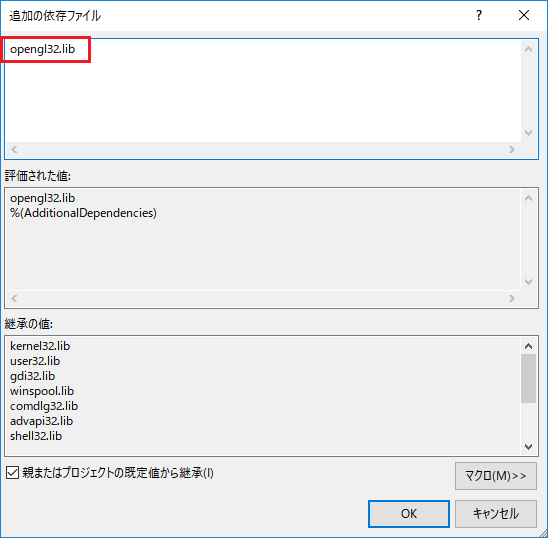 追加の依存ファイル
?
opengl32.lib
評価された値:
opengl32.lib
%(AdditionalDependencies)
継承の値:
kernel32.lib
user32.lib
gdi32.lib
winspool.lib
comdlg32.lib
advapi32.lib
shell32.lib
親またはプロジェクトの既定値から継承(I)
マクロ(M)>>
OK
キャンセル